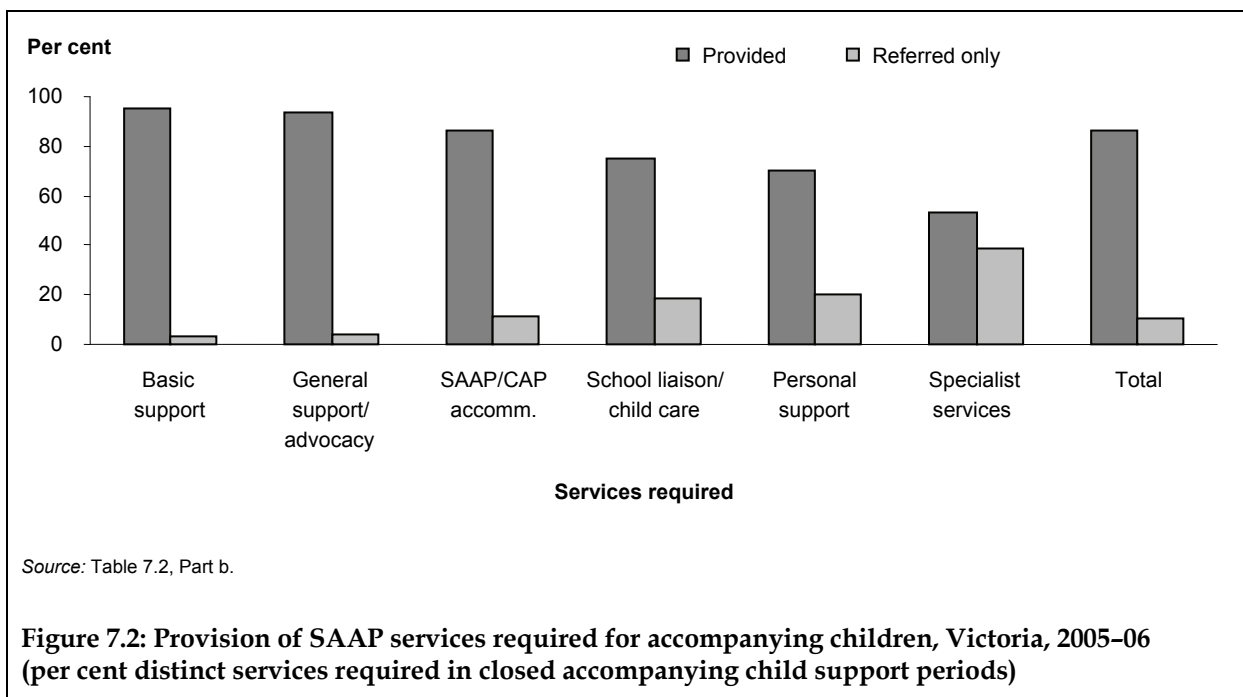 Per cent
Provided Referred only
100
80
60
40
20
0
Basic support
General support/ advocacy
SAAP/CAP accomm.
School liaison/ child care
Personal support
Specialist services
Total
Services required
Source: Table 7.2, Part b.
Figure 7.2: Provision of SAAP services required for accompanying children, Victoria, 2005–06
(per cent distinct services required in closed accompanying child support periods)